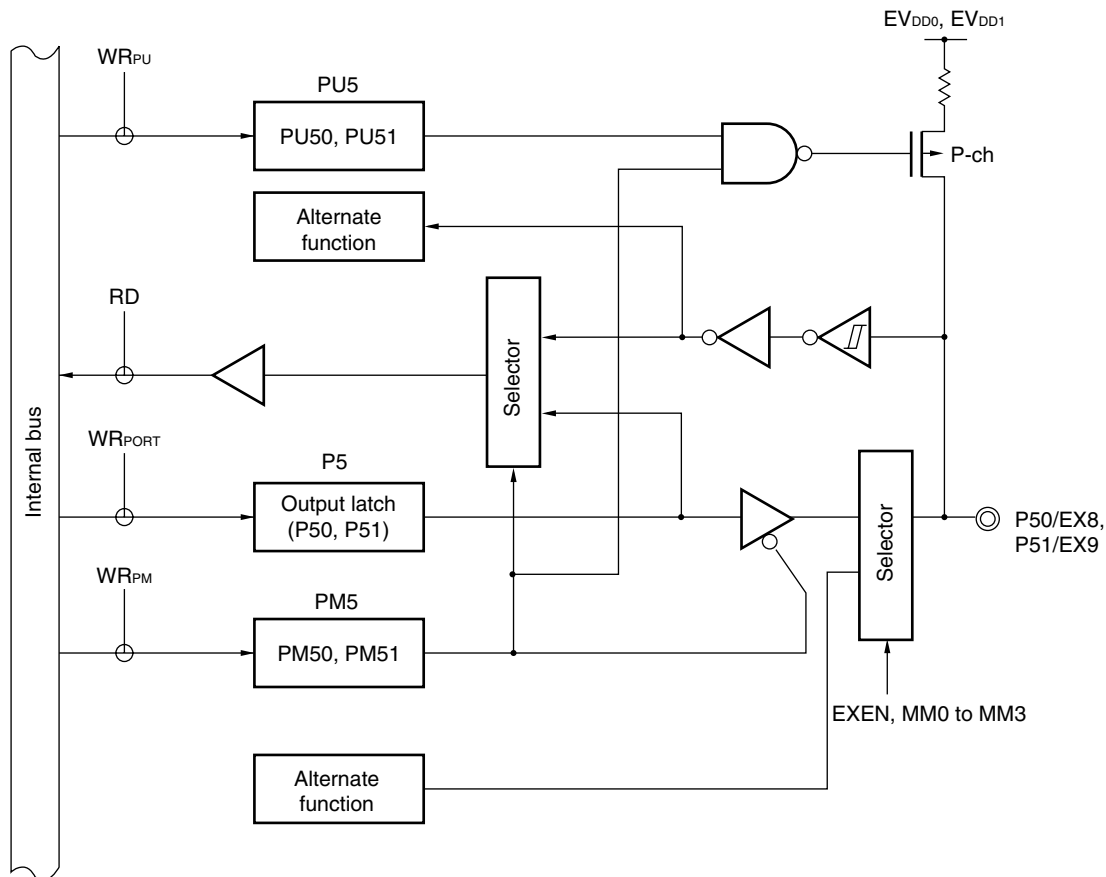 EVDD0, EVDD1
WRPU
PU5
PU50, PU51
P-ch
Alternate
function
RD
Selector
Internal bus
WRPORT
P5
Output latch
(P50, P51)
Selector
P50/EX8,
P51/EX9
WRPM
PM5
PM50, PM51
EXEN, MM0 to MM3
Alternate
function